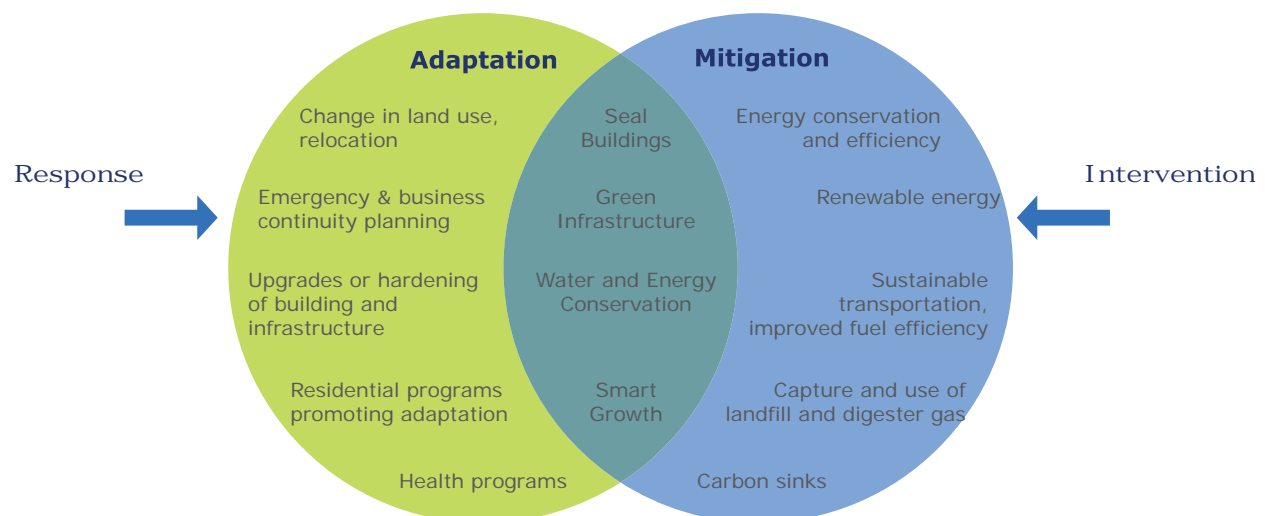 Adaptation
Mitigation
Response
Intervention
Change in land use,
relocation
Emergency & business
continuity planning
Upgrades or hardening
of building and
infrastructure
Residential programs
promoting adaptation
Health programs
Seal
Buildings
Green
Infrastructure
Water and Energy
Conservation
Smart
Growth
Energy conservation
and efficiency
Renewable energy
Sustainable
transportation,
improved fuel efficiency
Capture and use of
landfill and digester gas
Carbon sinks